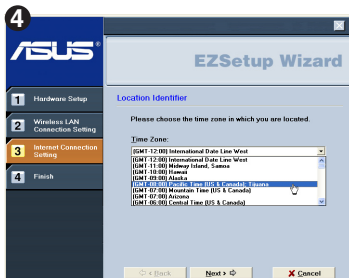 4
ASUS®
EZSetup Wizard
1 Hardware Setup
2 Wireless LAN
Connection Setting
3 Internet Connection
Setting
4 Finish
Location Identifier
Please choose the time zone in which you are located.
Time Zone:
(GMT-12:00) International Date Line West
(GMT-12:00) International Date Line West
(GMT-11:00) Midway Island, Samoa
(GMT-10:00) Hawaii
(GMT-09:00) Alaska
(GMT-08:00) Pacific Time (US & Canada); Tijuana
(GMT-07:00) Mountain Time (US & Canada)
(GMT-07:00) Arizona
(GMT-06:00) Central Time (US & Canada)
< Back
Next >
Cancel